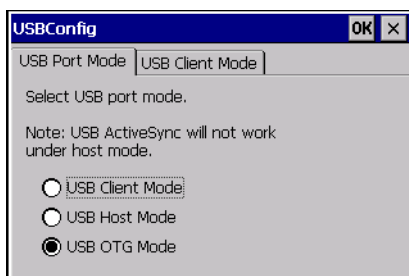 USBConfig OK ×
USB Port Mode USB Client Mode
Select USB port mode.
Note: USB ActiveSync will not work
under host mode.
USB Client Mode
USB Host Mode
USB OTG Mode